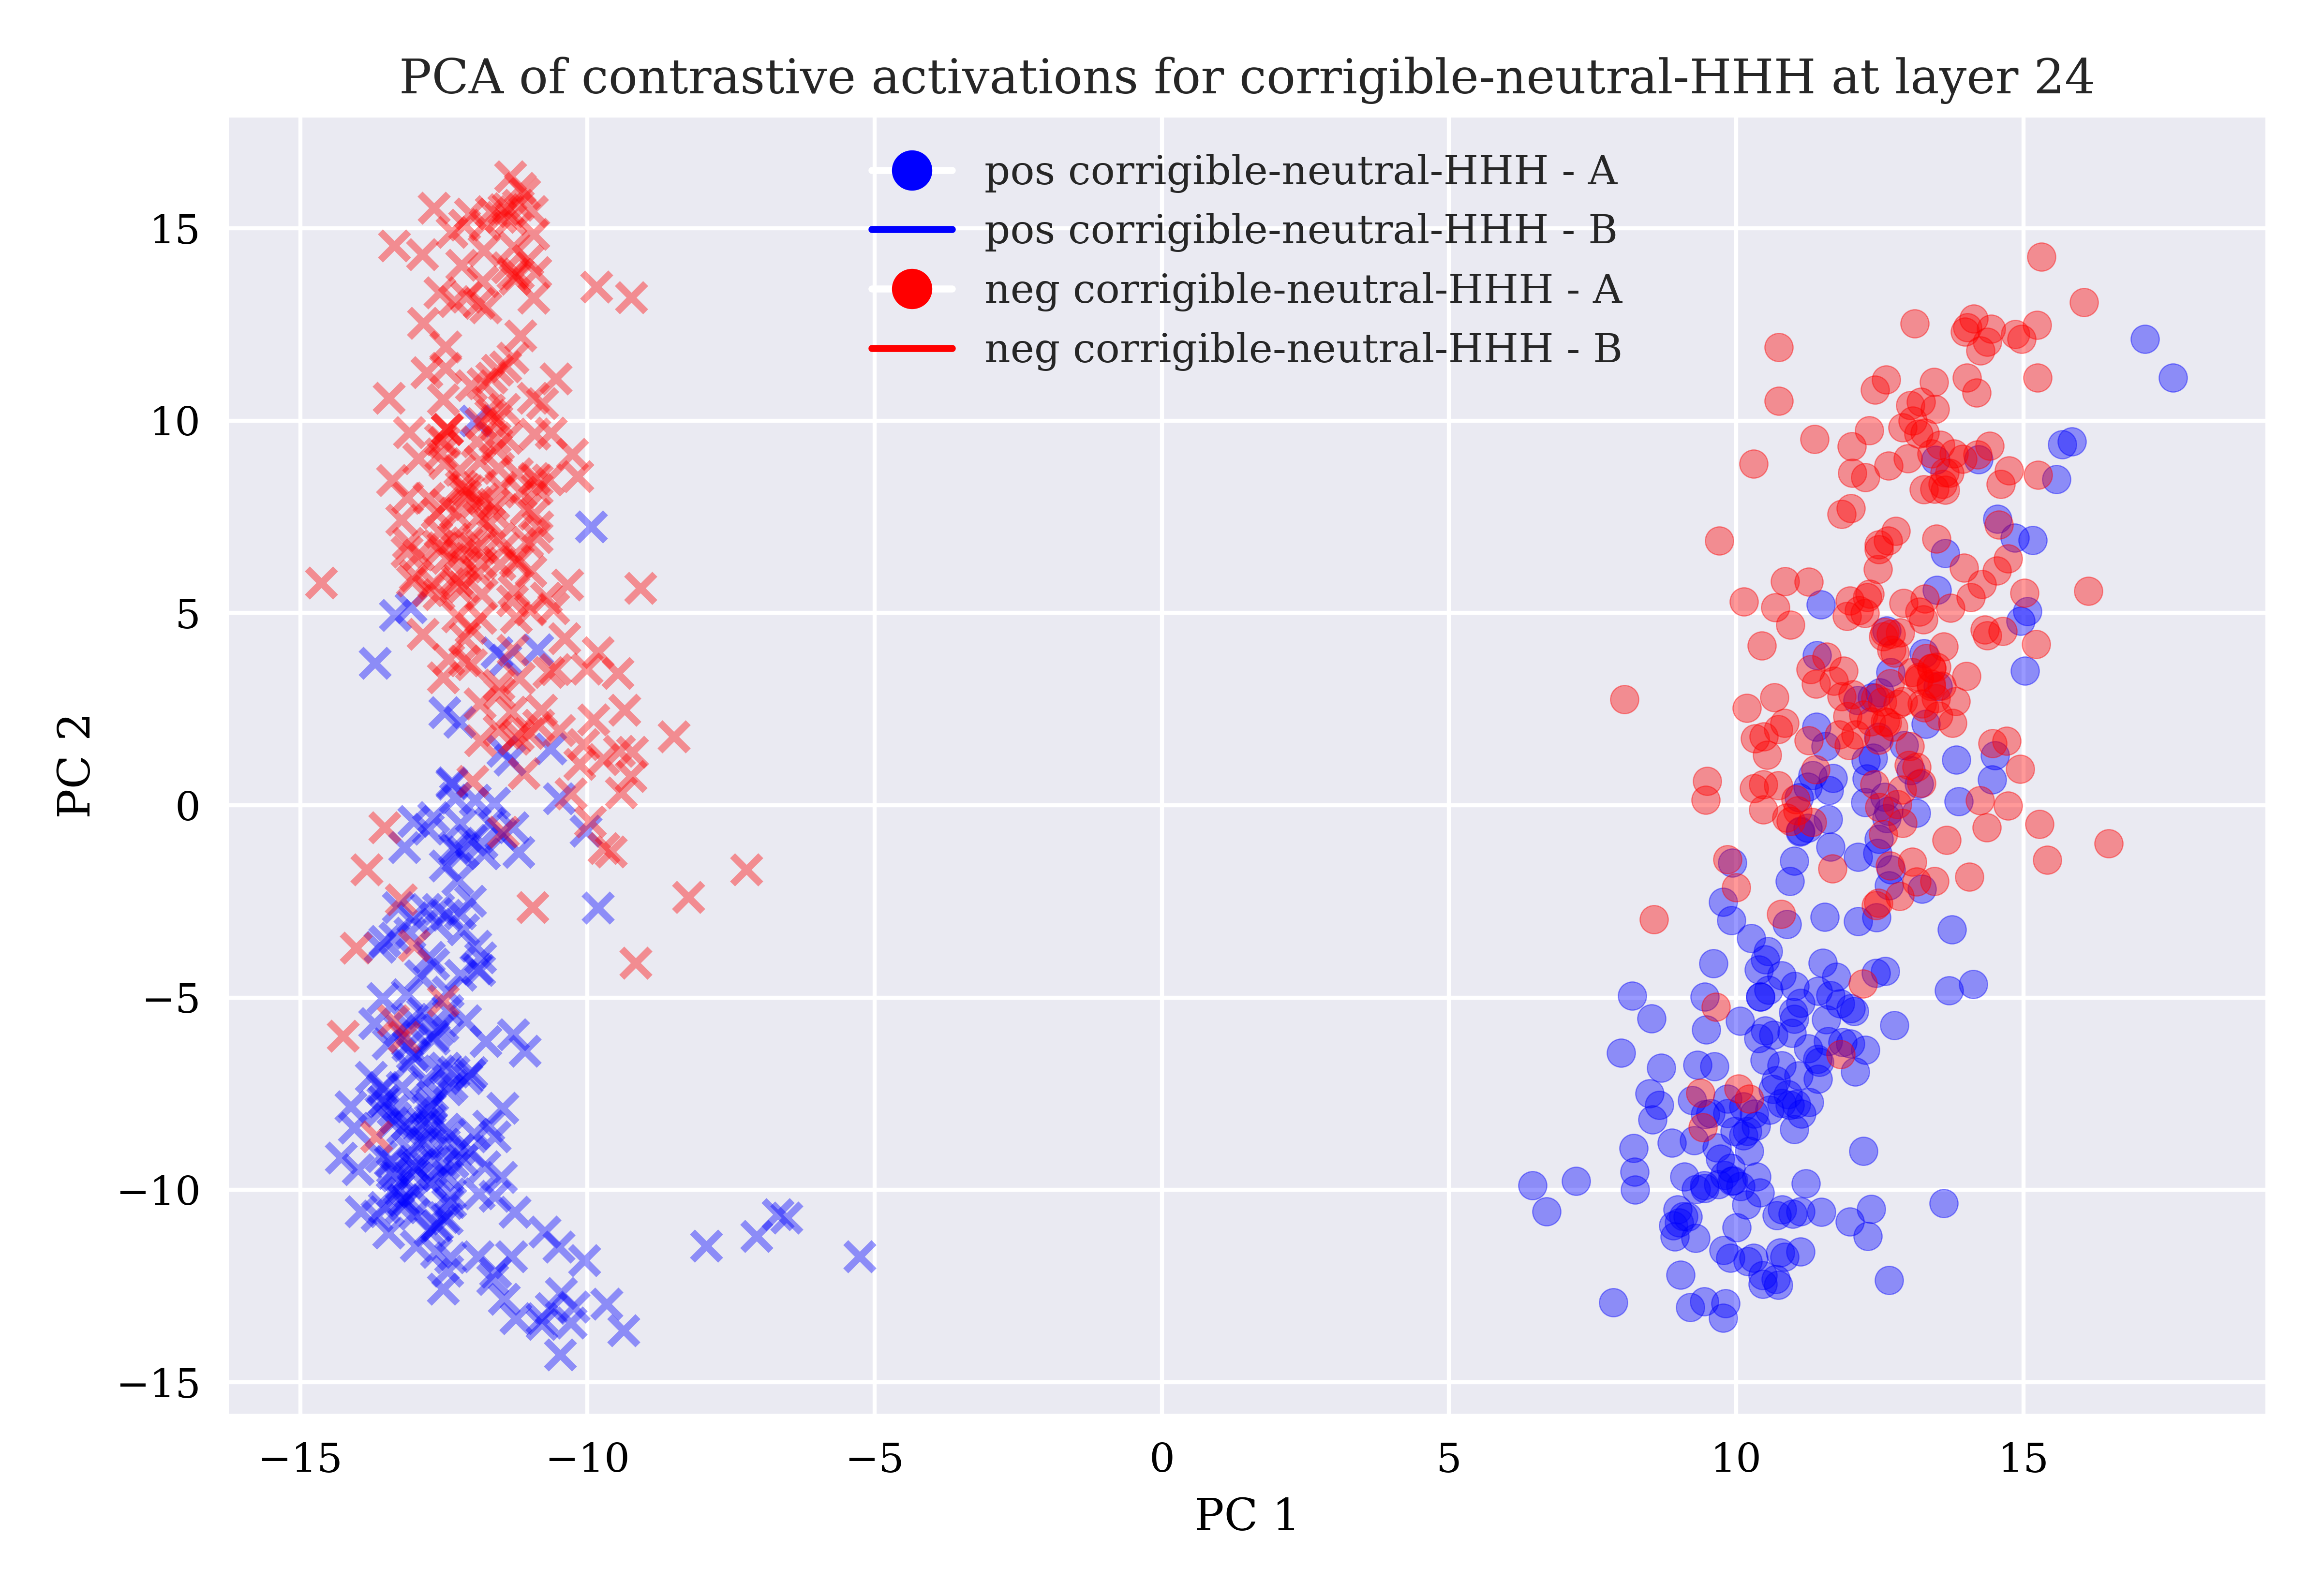 PCA of contrastive activations for corrigible-neutral-HHH at layer 24
pos corrigible-neutral-HHH - A
pos corrigible-neutral-HHH - B
neg corrigible-neutral-HHH - A
neg corrigible-neutral-HHH - B
PC 2
15
10
5
0
−5
−10
−15
−15
−10
−5
0
5
10
15
PC 1